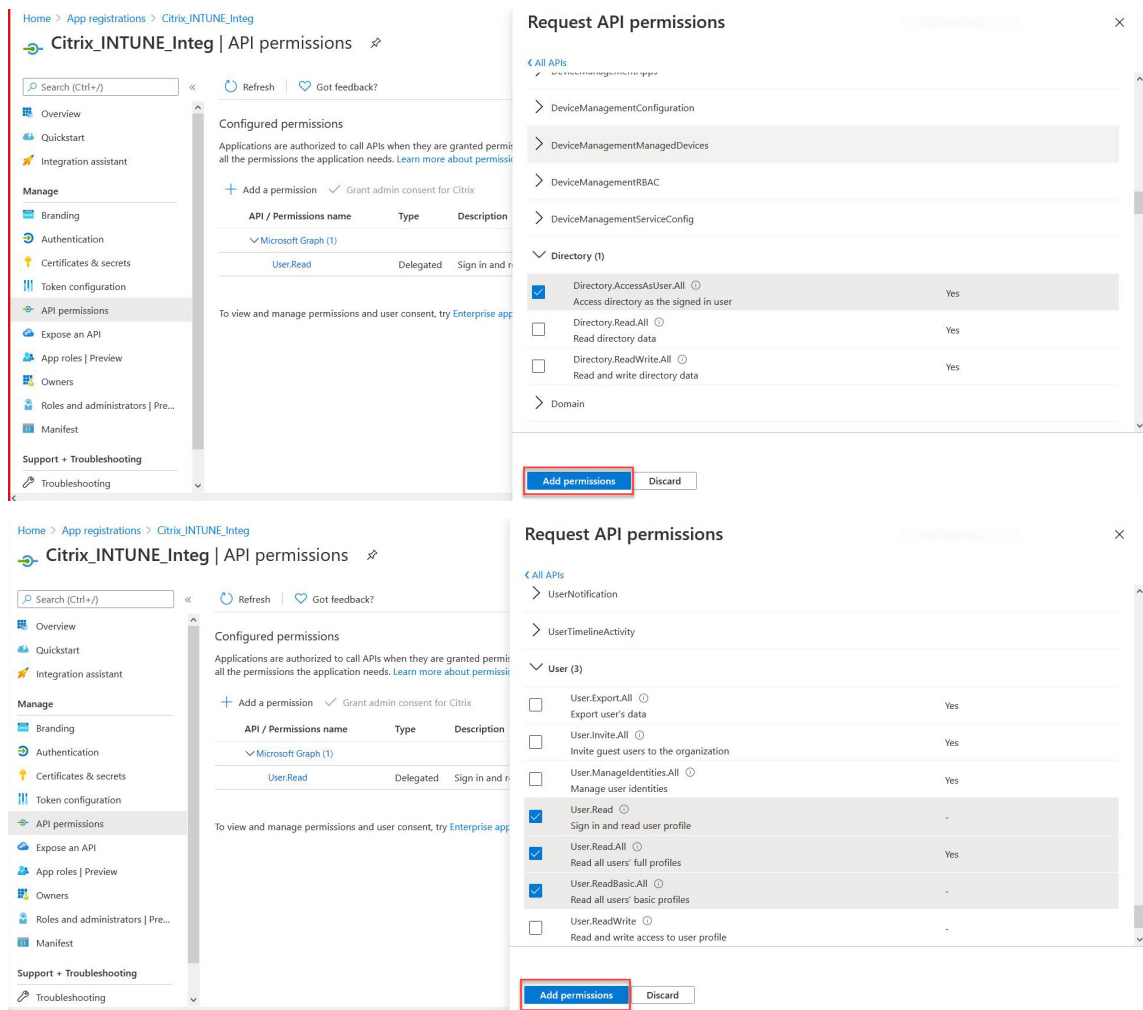 Home > App registrations > Citrix_INTUNE_Integ
Citrix_INTUNE_Integ | API permissions
Search (Ctrl+/)
«
Overview
Quickstart
Integration assistant
Manage
Branding
Authentication
Certificates & secrets
Token configuration
API permissions
Expose an API
App roles | Preview
Owners
Roles and administrators | Pre...
Manifest
Support + Troubleshooting
Troubleshooting
Refresh
Got feedback?
Configured permissions
Applications are authorized to call APIs when they are granted permis
all the permissions the application needs. Learn more about permissio
Add a permission Grant admin consent for Citrix
API / Permissions name Type Description
Microsoft Graph (1)
User.Read Delegated Sign in and r
To view and manage permissions and user consent, try Enterprise app
Request API permissions
All APIs
DeviceManagementApps
DeviceManagementConfiguration
DeviceManagementManagedDevices
DeviceManagementRBAC
DeviceManagementServiceConfig
Directory (1)
Directory.AccessAsUser.All
Access directory as the signed in user
Yes
Directory.Read.All
Read directory data
Yes
Directory.ReadWrite.All
Read and write directory data
Yes
Domain
Add permissions
Discard
Home > App registrations > Citrix_INTUNE_Integ
Citrix_INTUNE_Integ | API permissions
Search (Ctrl+/)
«
Overview
Quickstart
Integration assistant
Manage
Branding
Authentication
Certificates & secrets
Token configuration
API permissions
Expose an API
App roles | Preview
Owners
Roles and administrators | Pre...
Manifest
Support + Troubleshooting
Troubleshooting
Refresh
Got feedback?
Configured permissions
Applications are authorized to call APIs when they are granted permis
all the permissions the application needs. Learn more about permissio
Add a permission Grant admin consent for Citrix
API / Permissions name Type Description
Microsoft Graph (1)
User.Read Delegated Sign in and r
To view and manage permissions and user consent, try Enterprise app
Request API permissions
All APIs
UserNotification
UserTimelineActivity
User (3)
User.Export.All
Export user's data
Yes
User.Invite.All
Invite guest users to the organization
Yes
User.ManageIdentities.All
Manage user identities
Yes
User.Read
Sign in and read user profile
-
User.Read.All
Read all users' full profiles
Yes
User.ReadBasic.All
Read all users' basic profiles
-
User.ReadWrite
Read and write access to user profile
-
Add permissions
Discard